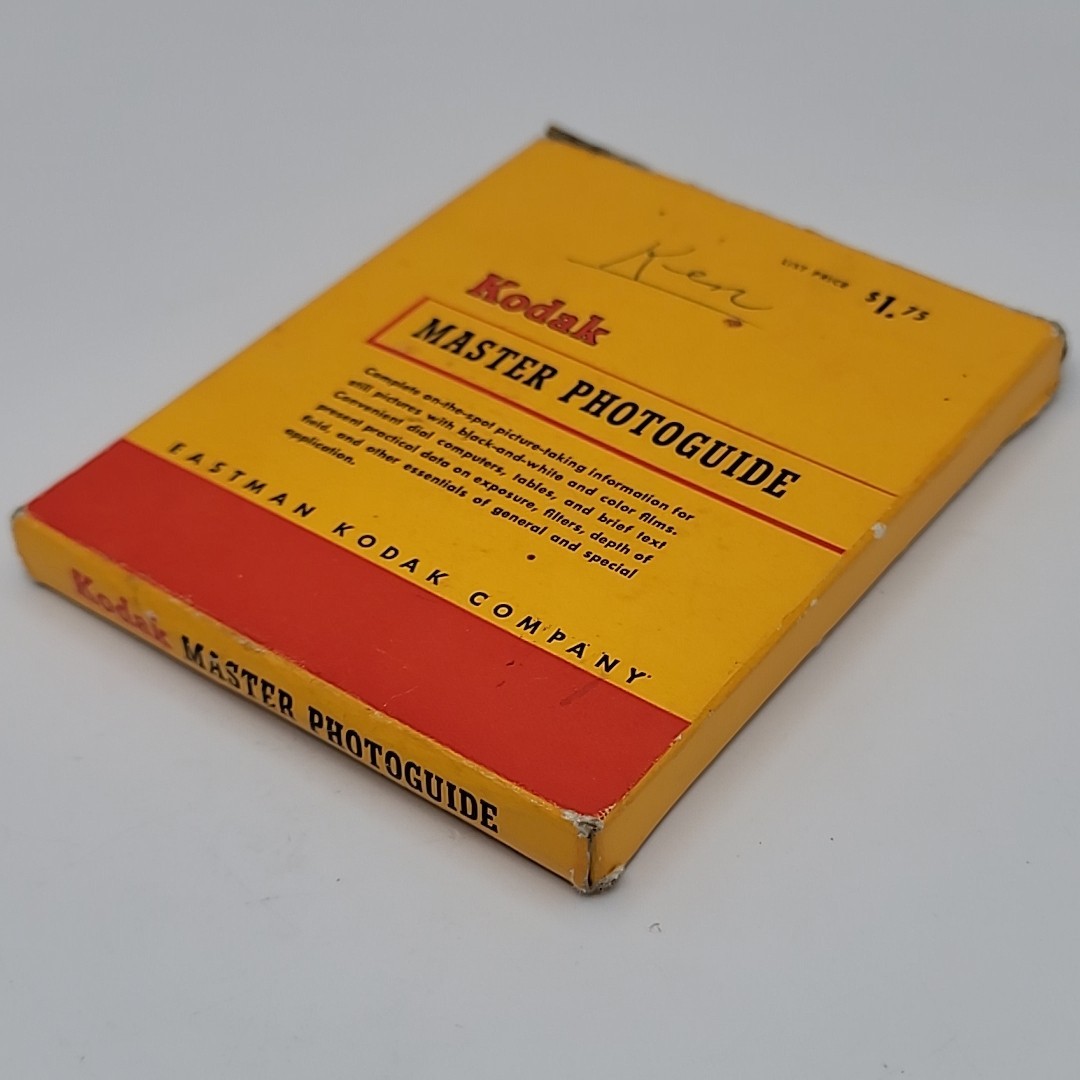 Ken
LIST PRICE $1.75
Kodak
MASTER PHOTOGUIDE
Complete on-the-spot picture-taking information for
still pictures with black-and-white and color films.
Convenient dial computers, tables, and brief text
present practical data on exposure, filters, depth of
field, and other essentials of general and special
application.
EASTMAN KODAK COMPANY
Kodak MASTER PHOTOGUIDE